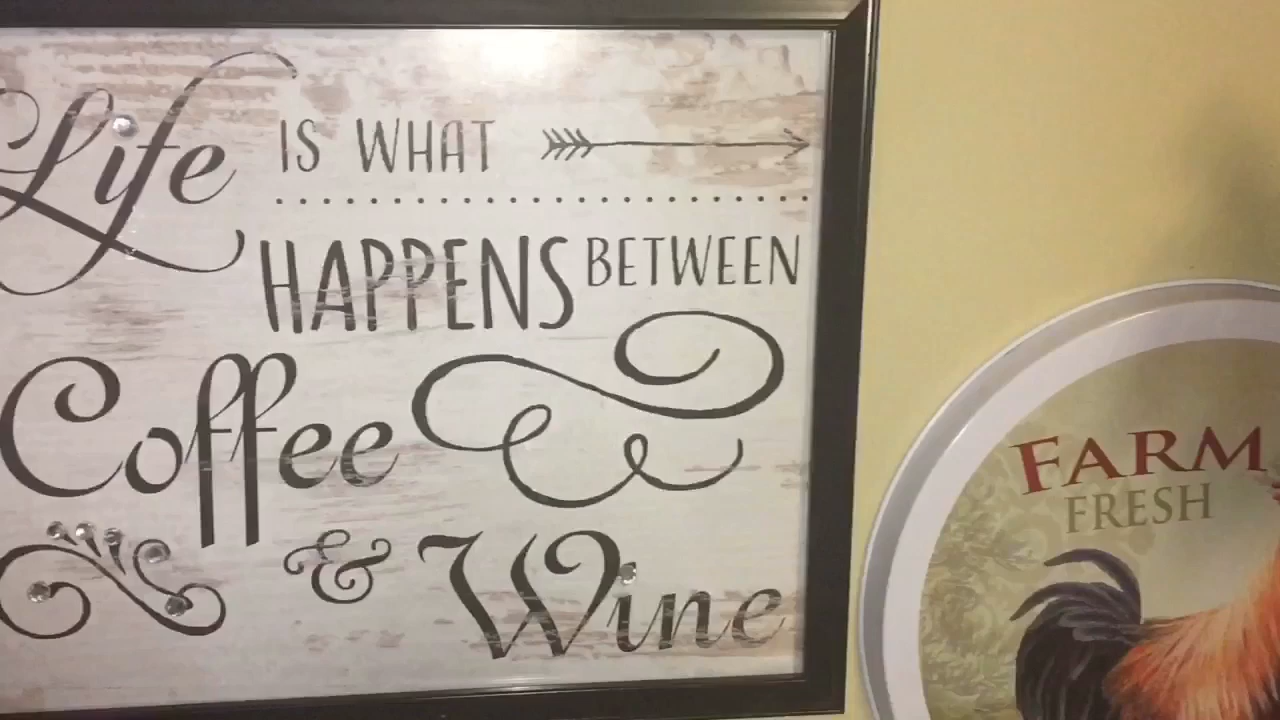 Life IS WHAT
HAPPENS BETWEEN
Coffee
& Wine
FARM
FRESH